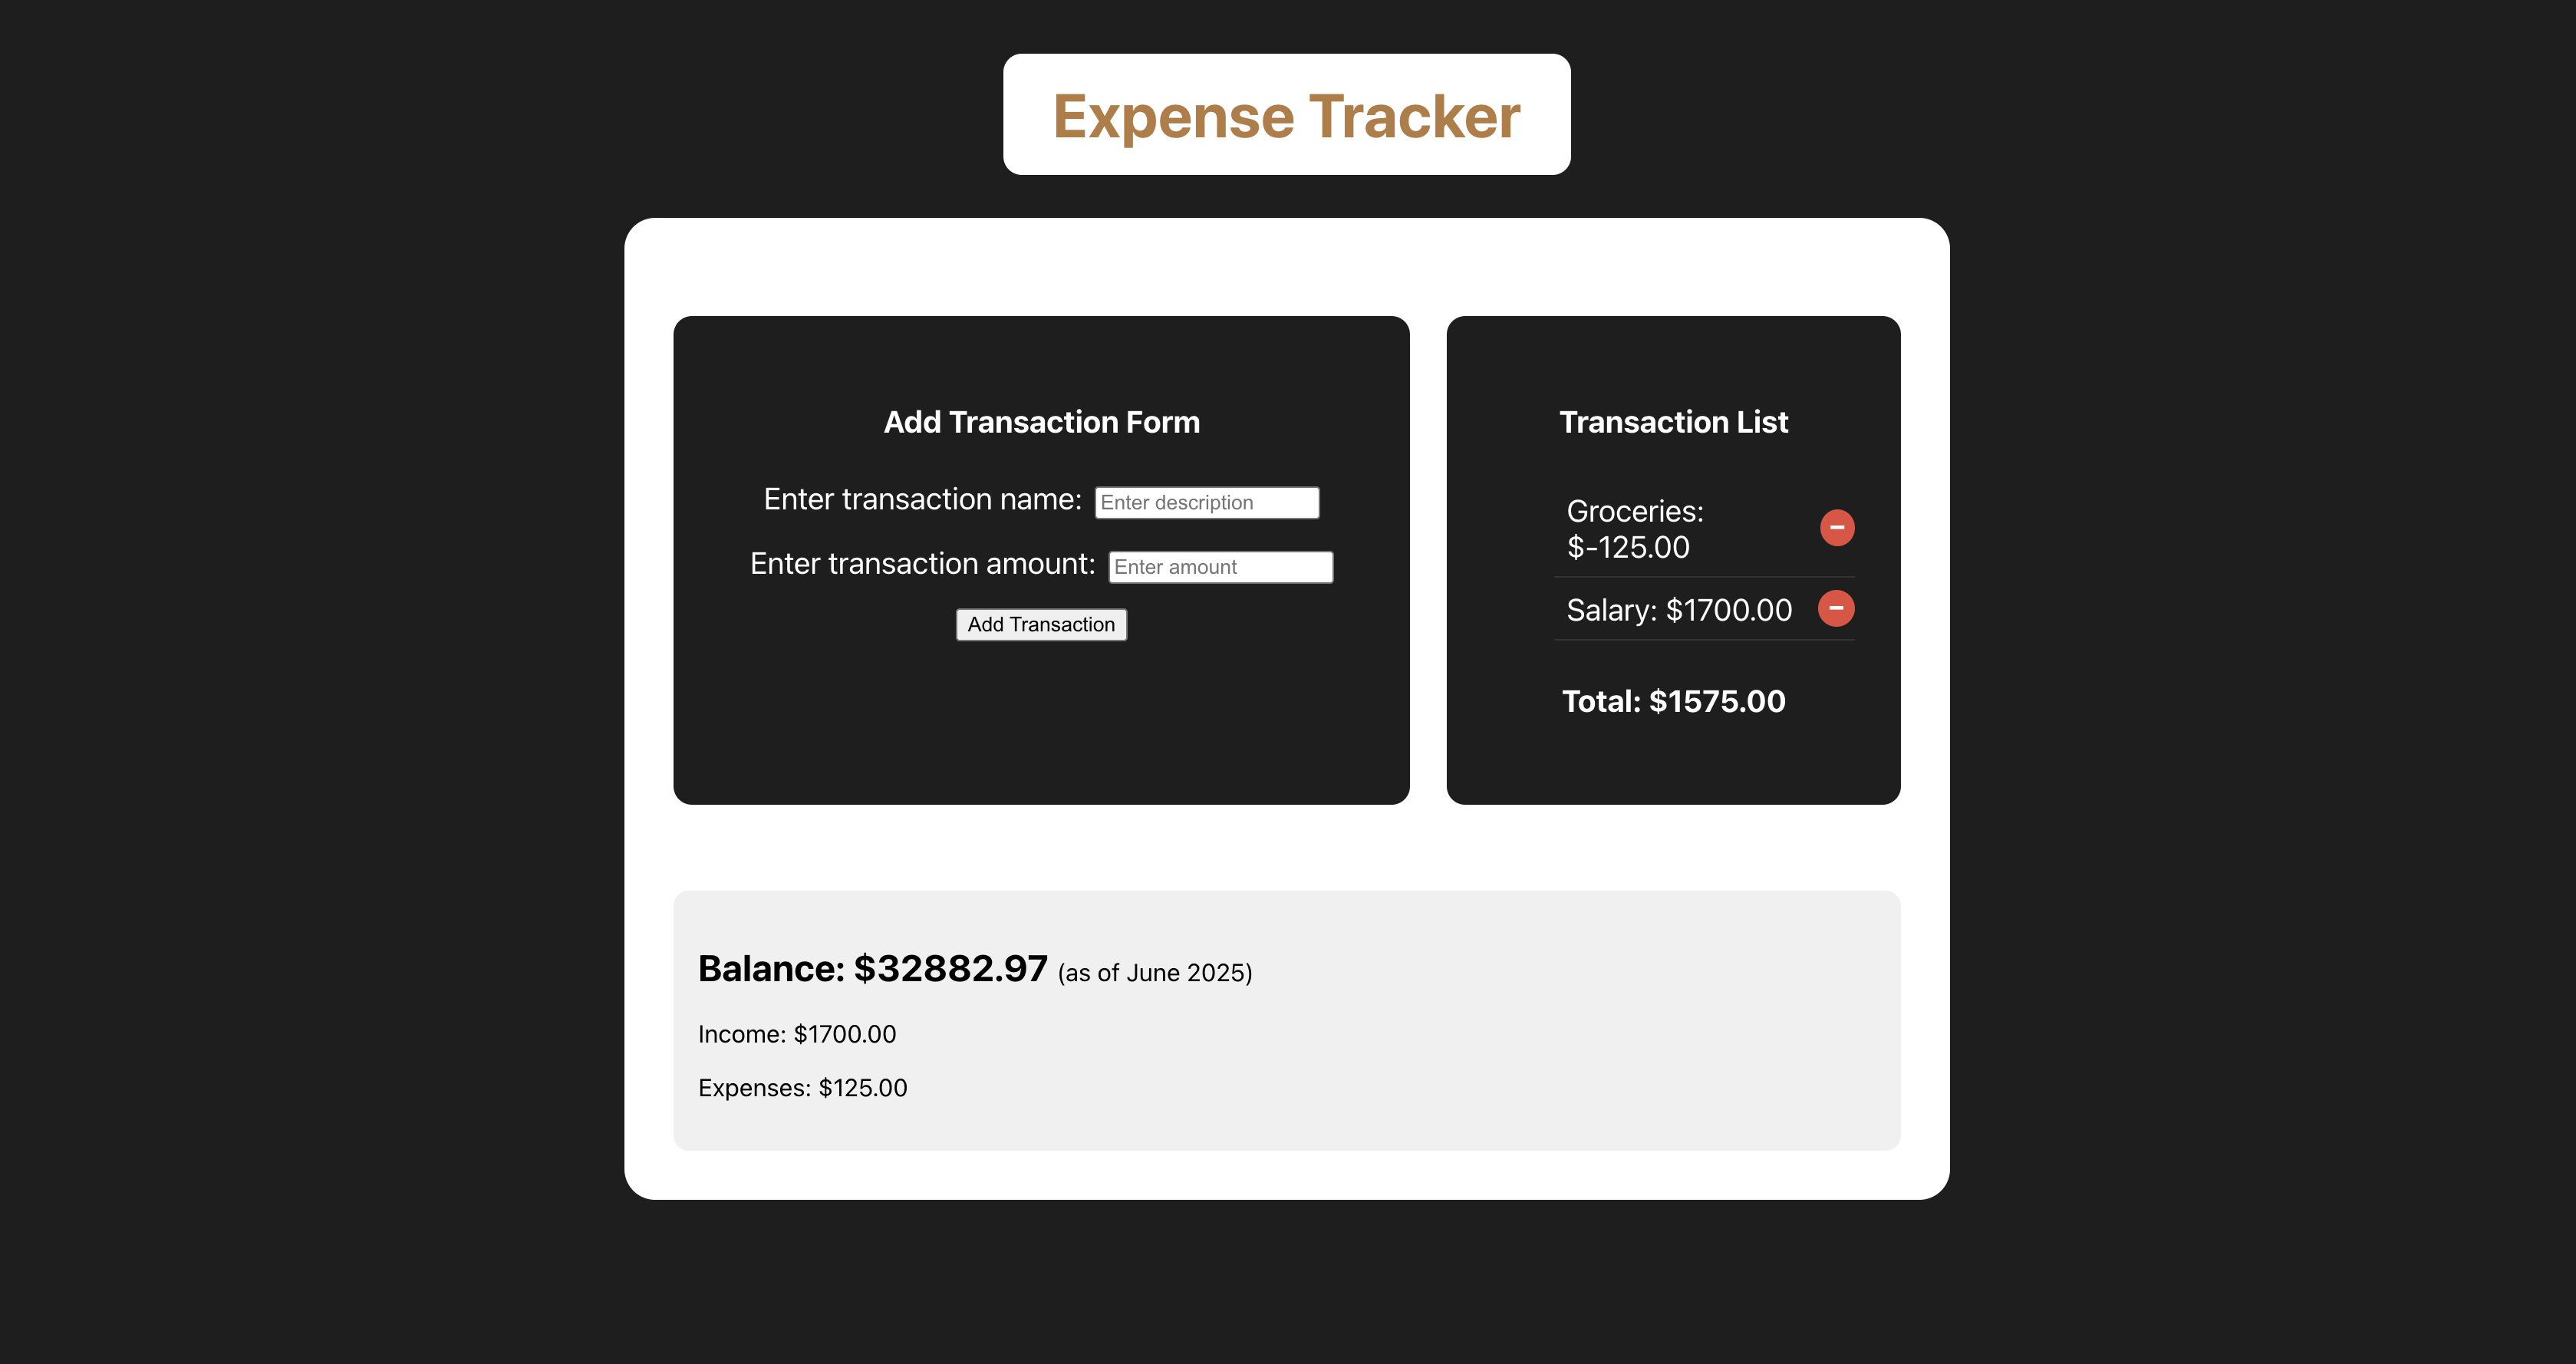 Expense Tracker
Add Transaction Form
Enter transaction name: Enter description
Enter transaction amount: Enter amount
Add Transaction
Transaction List
Groceries:
$-125.00
Salary: $1700.00
Total: $1575.00
Balance: $32882.97 (as of June 2025)
Income: $1700.00
Expenses: $125.00